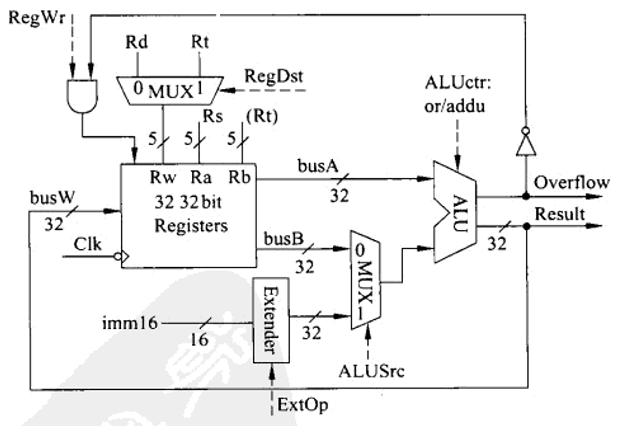 RegWr
Rd
Rt
0 MUX 1
RegDst
ALUctr:
or/addu
5
Rs
5
(Rt)
5
Rw Ra Rb
32 32bit
Registers
busW
32
Clk
busA
32
busB
32
0
MUX
1
ALU
Overflow
Result
32
imm16
16
Extender
32
ALUSrc
ExtOp